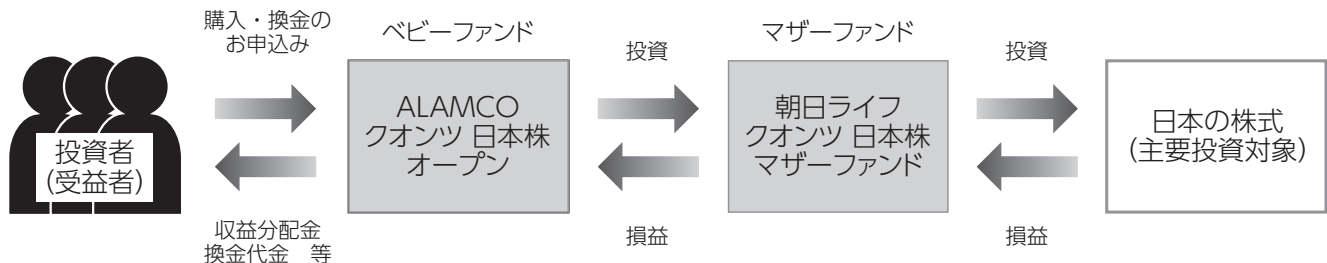 購入・換金の
お申込み
投資者
(受益者)
収益分配金
換金代金 等
ベビーファンド
ALAMCO
クオンツ 日本株
オープン
投資
損益
マザーファンド
朝日ライフ
クオンツ 日本株
マザーファンド
投資
損益
日本の株式
(主要投資対象)